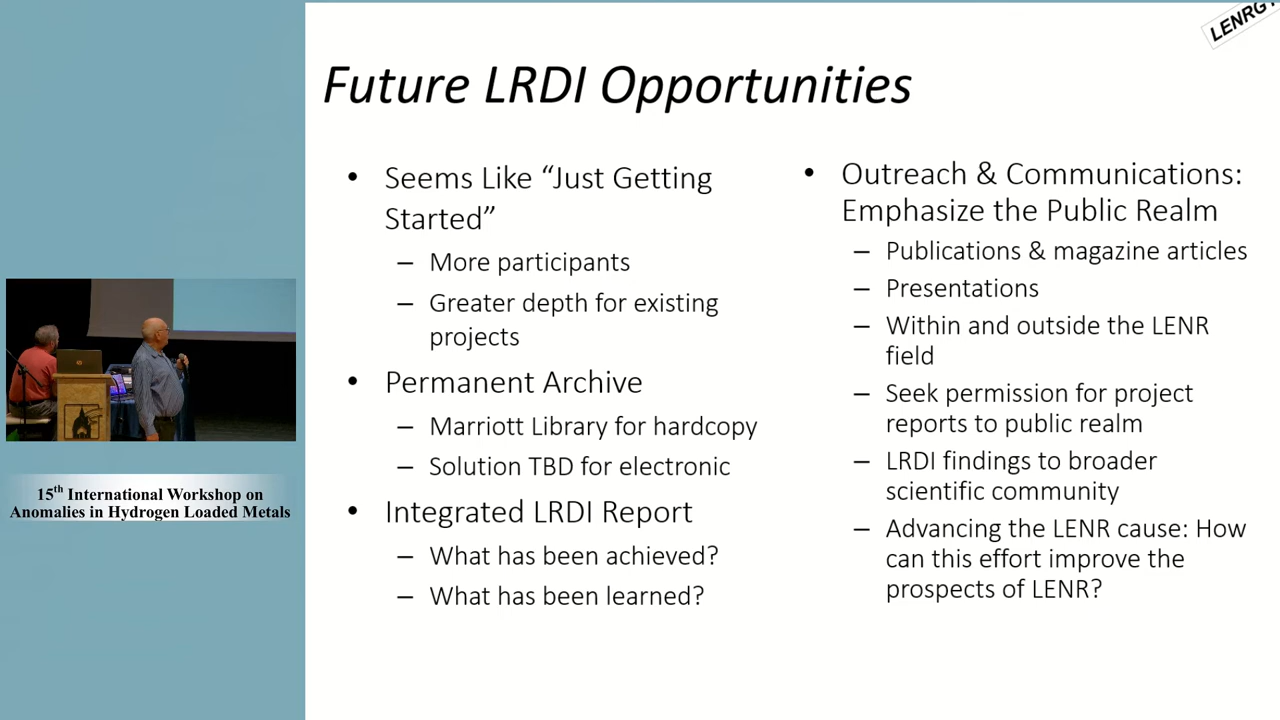 LENRGY
Future LRDI Opportunities
• Seems Like “Just Getting
Started”
– More participants
– Greater depth for existing
projects
• Permanent Archive
– Marriott Library for hardcopy
– Solution TBD for electronic
• Integrated LRDI Report
– What has been achieved?
– What has been learned?
• Outreach & Communications:
Emphasize the Public Realm
– Publications & magazine articles
– Presentations
– Within and outside the LENR
field
– Seek permission for project
reports to public realm
– LRDI findings to broader
scientific community
– Advancing the LENR cause: How
can this effort improve the
prospects of LENR?
15th International Workshop on
Anomalies in Hydrogen Loaded Metals